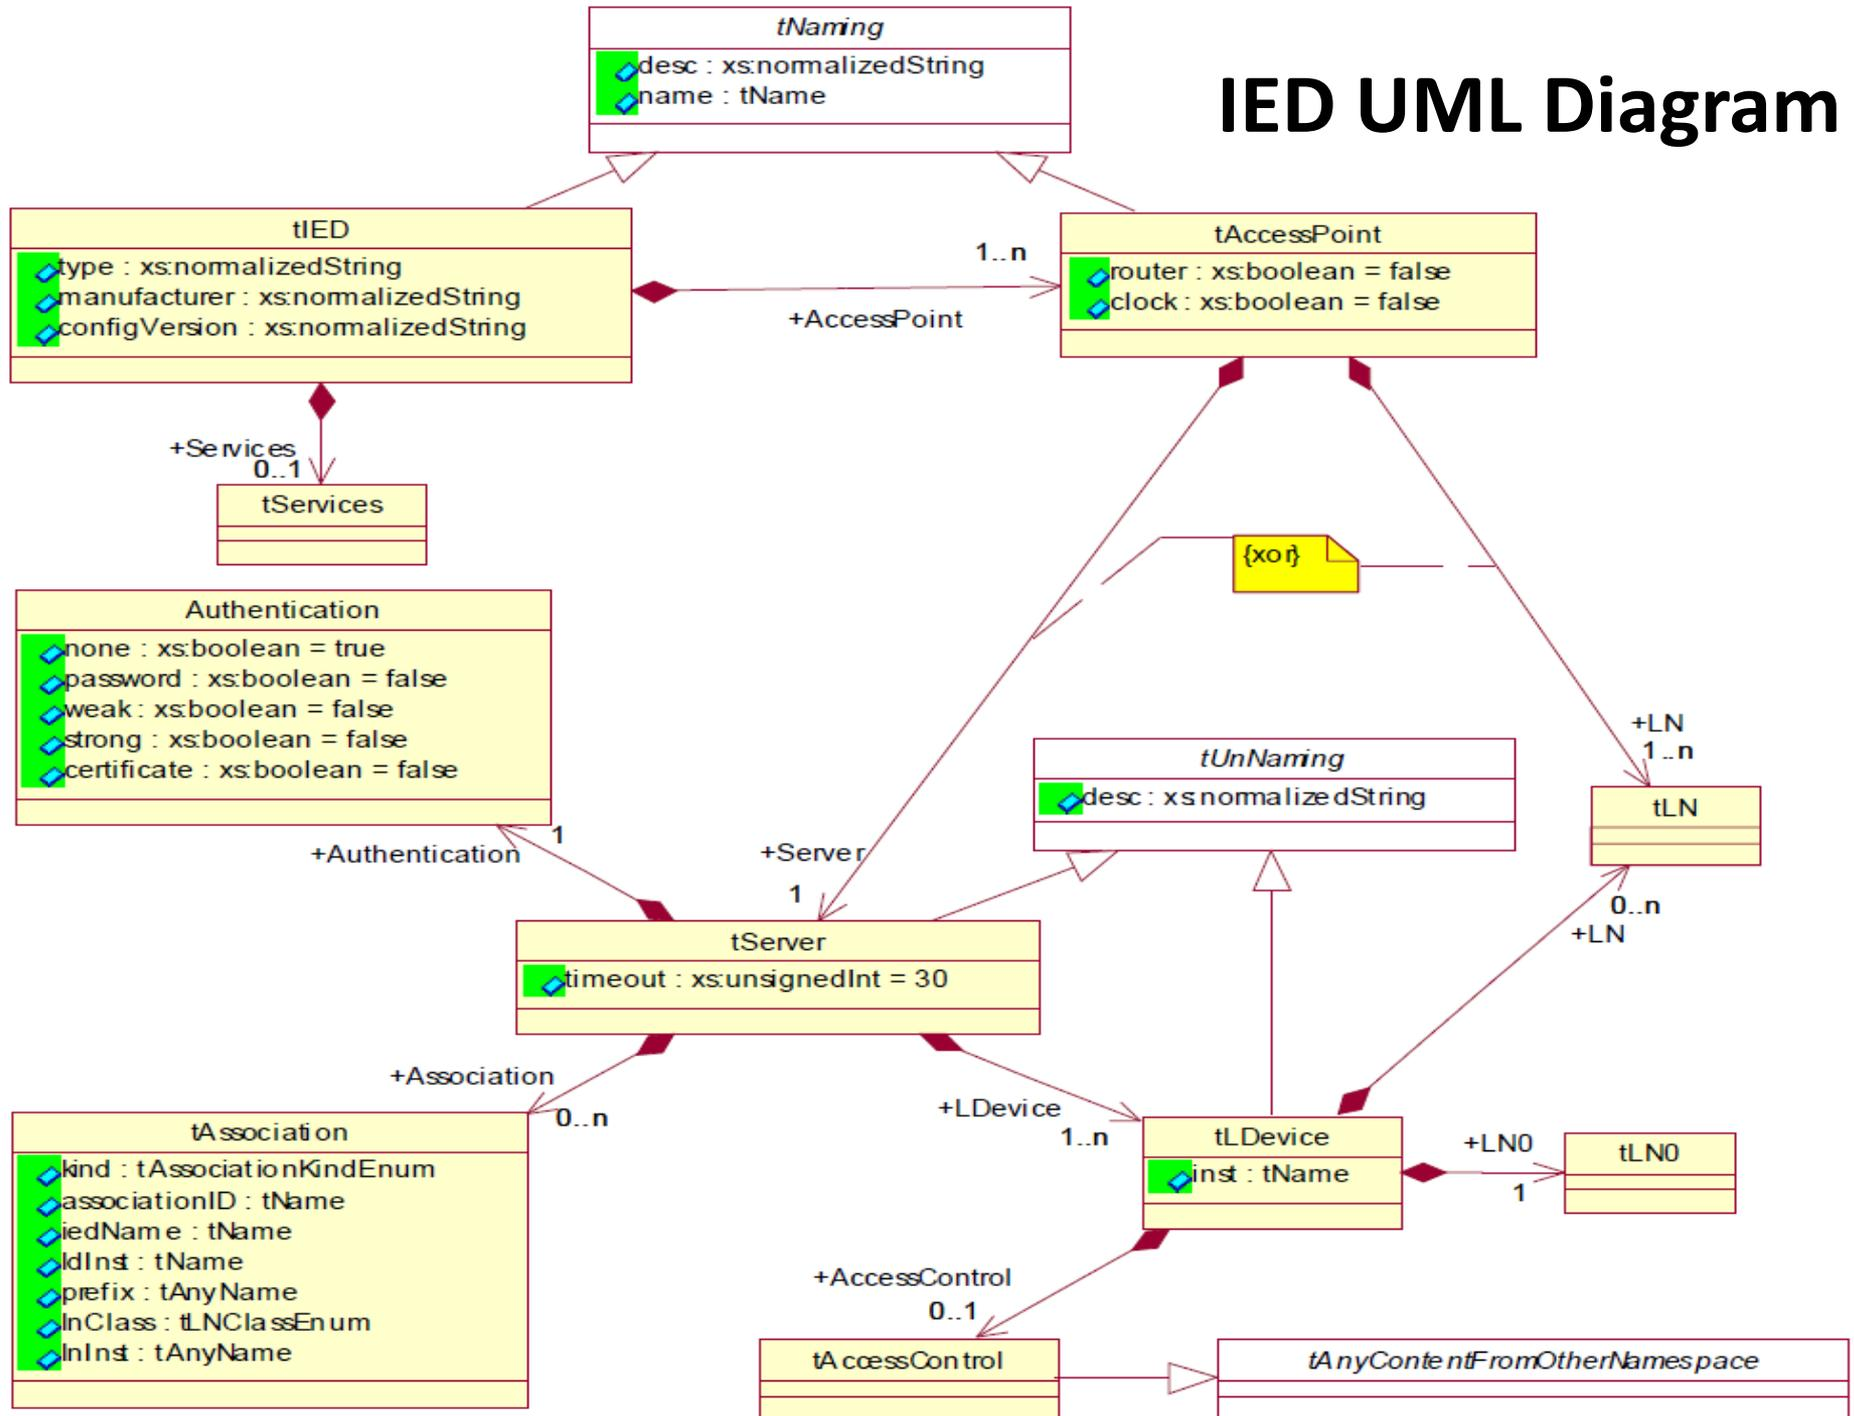 tNaming
desc : xs:normalizedString
name : tName
IED UML Diagram
tIED
type : xs:normalizedString
manufacturer : xs:normalizedString
configVersion : xs:normalizedString
1..n
+AccessPoint
tAccessPoint
router : xs:boolean = false
clock : xs:boolean = false
+Services
0..1
tServices
{xor}
Authentication
none : xs:boolean = true
password : xs:boolean = false
weak : xs:boolean = false
strong : xs:boolean = false
certificate : xs:boolean = false
+LN
1..n
tUnNaming
desc : xs:normalizedString
tLN
1
+Authentication
+Server
1
0..n
+LN
tServer
timeout : xs:unsignedInt = 30
+Association
0..n
+LDevice
1..n
tAssociation
kind : tAssociationKindEnum
associationID : tName
iedName : tName
ldInst : tName
prefix : tAnyName
lnClass : tLNClassEnum
lnInst : tAnyName
tLDevice
inst : tName
+LN0
1
tLN0
+AccessControl
0..1
tAccessControl
tAnyContentFromOtherNamespace